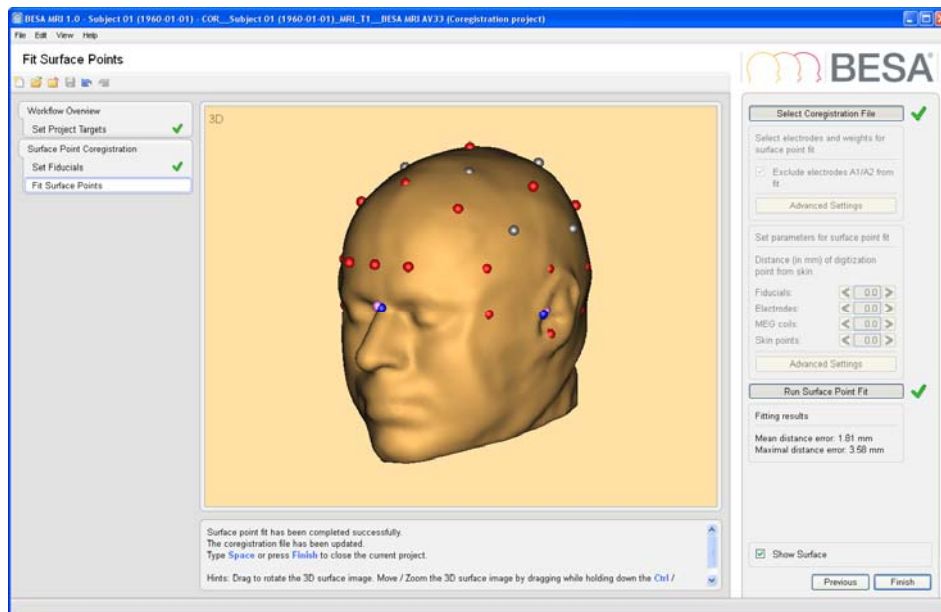 BESA MRI 1.0 - Subject 01 (1960-01-01) - COR__Subject 01 (1960-01-01)_MRI_T1__BESA MRI AV33 (Coregistration project)
File Edit View Help
Fit Surface Points
BESA®
Workflow Overview
Set Project Targets
Surface Point Coregistration
Set Fiducials
Fit Surface Points
3D
Surface point fit has been completed successfully.
The coregistration file has been updated.
Type Space or press Finish to close the current project.
Hints: Drag to rotate the 3D surface image. Move / Zoom the 3D surface image by dragging while holding down the Ctrl /
Select Coregistration File
Select electrodes and weights for
surface point fit
Exclude electrodes A1/A2 from
fit
Advanced Settings
Set parameters for surface point fit
Distance (in mm) of digitization
point from skin
Fiducials: 0.0
Electrodes: 0.0
MEG coils: 0.0
Skin points: 0.0
Advanced Settings
Run Surface Point Fit
Fitting results
Mean distance error: 1.81 mm
Maximal distance error: 3.58 mm
Show Surface
Previous Finish